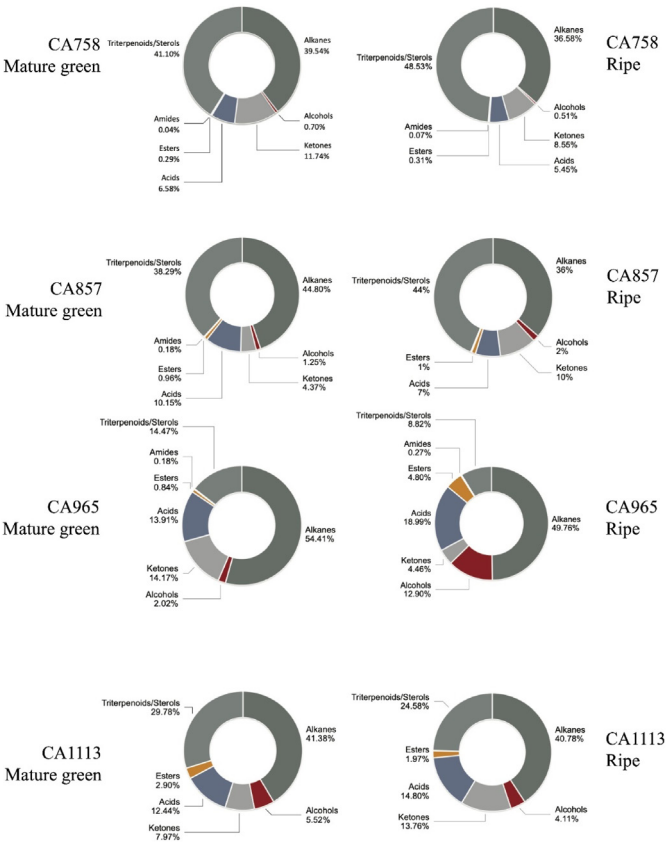 CA758
Mature green
Triterpenoids/Sterols
41.10%
Alkanes
39.54%
Amides
0.04%
Esters
0.29%
Acids
6.58%
Alcohols
0.70%
Ketones
11.74%
CA758
Ripe
Triterpenoids/Sterols
48.53%
Alkanes
36.58%
Amides
0.07%
Esters
0.31%
Acids
5.45%
Alcohols
0.51%
Ketones
8.55%
CA857
Mature green
Triterpenoids/Sterols
38.29%
Alkanes
44.80%
Amides
0.18%
Esters
0.96%
Acids
10.15%
Alcohols
1.25%
Ketones
4.37%
CA857
Ripe
Triterpenoids/Sterols
44%
Alkanes
36%
Esters
1%
Acids
7%
Alcohols
2%
Ketones
10%
CA965
Mature green
Triterpenoids/Sterols
14.47%
Amides
0.18%
Esters
0.84%
Acids
13.91%
Alkanes
54.41%
Ketones
14.17%
Alcohols
2.02%
CA965
Ripe
Triterpenoids/Sterols
8.82%
Amides
0.27%
Esters
4.80%
Acids
18.99%
Alkanes
49.76%
Ketones
4.46%
Alcohols
12.90%
CA1113
Mature green
Triterpenoids/Sterols
29.78%
Alkanes
41.38%
Esters
2.90%
Acids
12.44%
Ketones
7.97%
Alcohols
5.52%
CA1113
Ripe
Triterpenoids/Sterols
24.58%
Alkanes
40.78%
Esters
1.97%
Acids
14.80%
Ketones
13.76%
Alcohols
4.11%